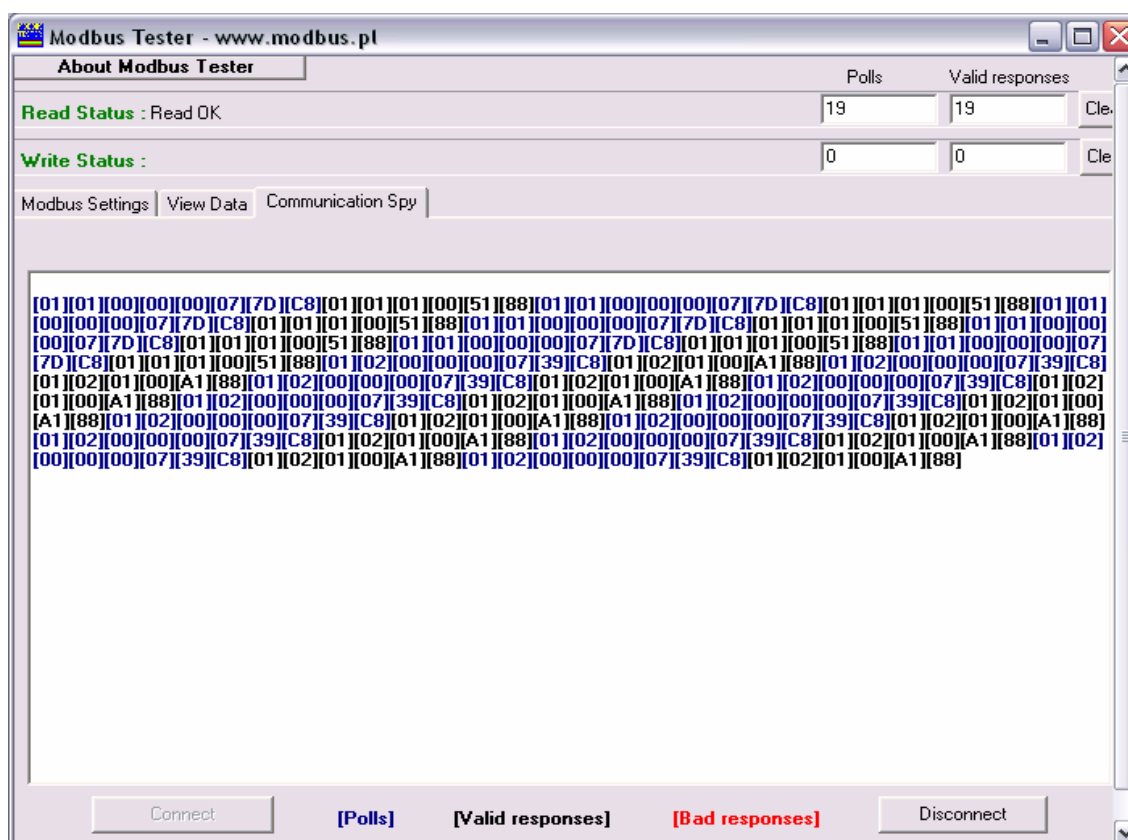 Modbus Tester - www.modbus.pl
About Modbus Tester
Polls Valid responses
Read Status : Read OK 19 19
Write Status : 0 0 Cle
Modbus Settings View Data Communication Spy
[01][01][00][00][00][07][7D][C8][01][01][01][00][51][88][01][01][00][00][00][07][7D][C8][01][01][01][00][51][88][01][01]
[00][00][00][07][7D][C8][01][01][01][00][51][88][01][01][00][00][00][07][7D][C8][01][01][01][00][51][88][01][01][00][00]
[00][07][7D][C8][01][01][01][00][51][88][01][01][00][00][00][07][7D][C8][01][01][01][00][51][88][01][01][00][00][00][07]
[7D][C8][01][01][01][00][51][88][01][02][00][00][00][07][39][C8][01][02][01][00][A1][88][01][02][00][00][00][07][39][C8]
[01][02][01][00][A1][88][01][02][00][00][00][07][39][C8][01][02][01][00][A1][88][01][02][00][00][00][07][39][C8][01][02]
[01][00][A1][88][01][02][00][00][00][07][39][C8][01][02][01][00][A1][88][01][02][00][00][00][07][39][C8][01][02][01][00]
[A1][88][01][02][00][00][00][07][39][C8][01][02][01][00][A1][88][01][02][00][00][00][07][39][C8][01][02][01][00][A1][88]
[01][02][00][00][00][07][39][C8][01][02][01][00][A1][88][01][02][00][00][00][07][39][C8][01][02][01][00][A1][88][01][02]
[00][00][00][07][39][C8][01][02][01][00][A1][88][01][02][00][00][00][07][39][C8][01][02][01][00][A1][88]
Connect [Polls] [Valid responses] [Bad responses] Disconnect